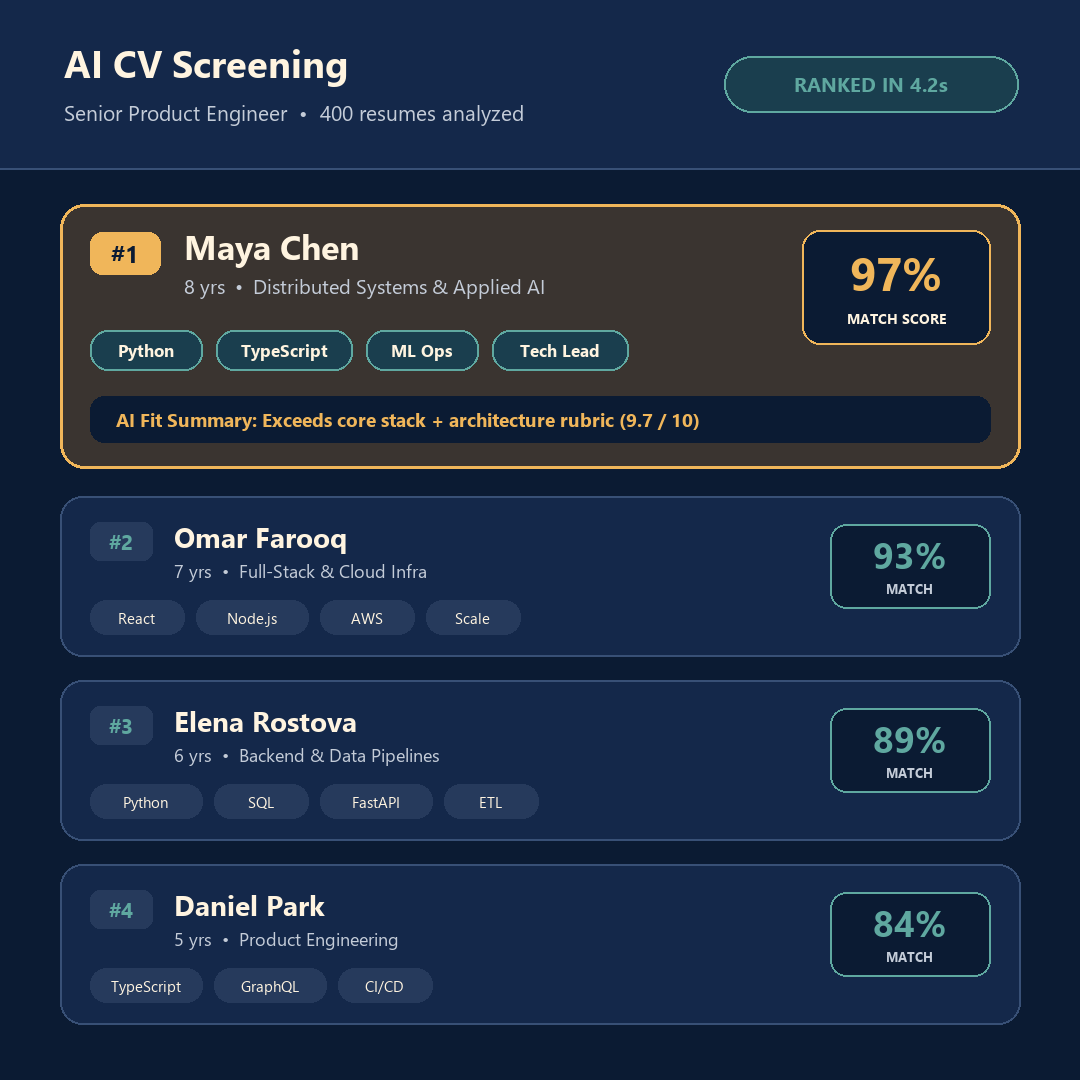 AI CV Screening
Senior Product Engineer • 400 resumes analyzed
RANKED IN 4.2s
#1
Maya Chen
8 yrs • Distributed Systems & Applied AI
97%
MATCH SCORE
Python
TypeScript
ML Ops
Tech Lead
AI Fit Summary: Exceeds core stack + architecture rubric (9.7 / 10)
#2
Omar Farooq
7 yrs • Full-Stack & Cloud Infra
93%
MATCH
React
Node.js
AWS
Scale
#3
Elena Rostova
6 yrs • Backend & Data Pipelines
89%
MATCH
Python
SQL
FastAPI
ETL
#4
Daniel Park
5 yrs • Product Engineering
84%
MATCH
TypeScript
GraphQL
CI/CD